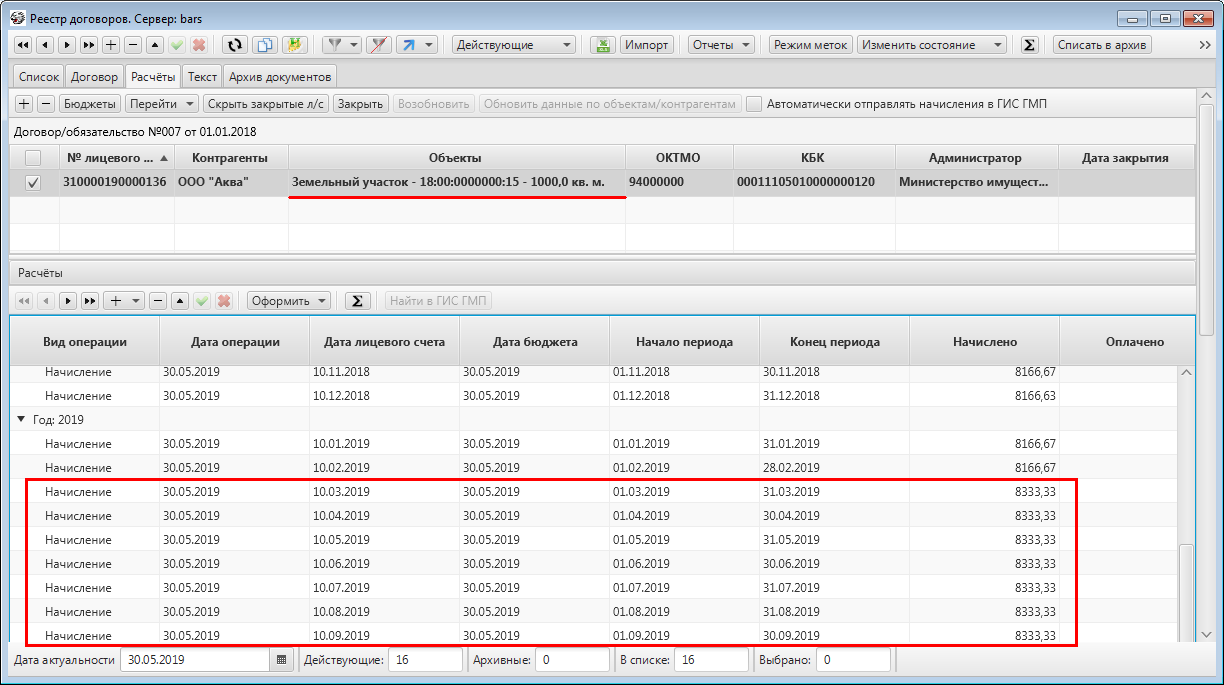 Реестр договоров. Сервер: bars
Действующие Импорт Отчеты Режим меток Изменить состояние Σ Списать в архив
Список Договор Расчёты Текст Архив документов
Бюджеты Перейти Скрыть закрытые л/с Закрыть Возобновить Обновить данные по объектам/контрагентам Автоматически отправлять начисления в ГИС ГМП
Договор/обязательство №007 от 01.01.2018
№ лицевого ... Контрагенты Объекты ОКТМО КБК Администратор Дата закрытия
310000190000136 ООО "Аква" Земельный участок - 18:00:0000000:15 - 1000,0 кв. м. 94000000 00011105010000000120 Министерство имущест...
Расчёты
Оформить Σ Найти в ГИС ГМП
Вид операции Дата операции Дата лицевого счета Дата бюджета Начало периода Конец периода Начислено Оплачено
Начисление 30.05.2019 10.11.2018 30.05.2019 01.11.2018 30.11.2018 8166,67
Начисление 30.05.2019 10.12.2018 30.05.2019 01.12.2018 31.12.2018 8166,63
Год: 2019
Начисление 30.05.2019 10.01.2019 30.05.2019 01.01.2019 31.01.2019 8166,67
Начисление 30.05.2019 10.02.2019 30.05.2019 01.02.2019 28.02.2019 8166,67
Начисление 30.05.2019 10.03.2019 30.05.2019 01.03.2019 31.03.2019 8333,33
Начисление 30.05.2019 10.04.2019 30.05.2019 01.04.2019 30.04.2019 8333,33
Начисление 30.05.2019 10.05.2019 30.05.2019 01.05.2019 31.05.2019 8333,33
Начисление 30.05.2019 10.06.2019 30.05.2019 01.06.2019 30.06.2019 8333,33
Начисление 30.05.2019 10.07.2019 30.05.2019 01.07.2019 31.07.2019 8333,33
Начисление 30.05.2019 10.08.2019 30.05.2019 01.08.2019 31.08.2019 8333,33
Начисление 30.05.2019 10.09.2019 30.05.2019 01.09.2019 30.09.2019 8333,33
Дата актуальности 30.05.2019 Действующие: 16 Архивные: 0 В списке: 16 Выбрано: 0